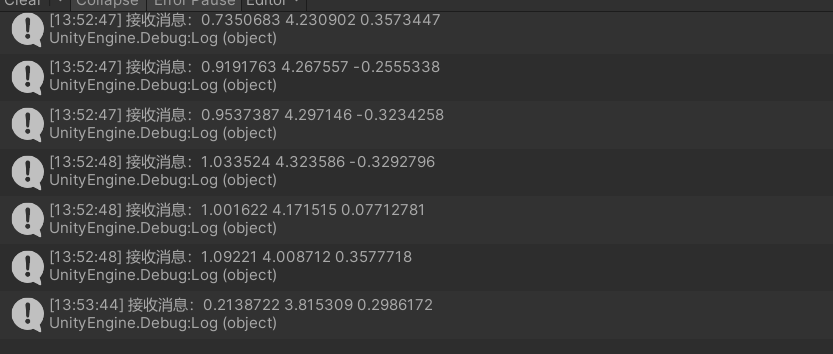 Clear Collapse Error Pause Editor
[13:52:47] 接收消息：0.7350683 4.230902 0.3573447
UnityEngine.Debug:Log (object)
[13:52:47] 接收消息：0.9191763 4.267557 -0.2555338
UnityEngine.Debug:Log (object)
[13:52:47] 接收消息：0.9537387 4.297146 -0.3234258
UnityEngine.Debug:Log (object)
[13:52:48] 接收消息：1.033524 4.323586 -0.3292796
UnityEngine.Debug:Log (object)
[13:52:48] 接收消息：1.001622 4.171515 0.07712781
UnityEngine.Debug:Log (object)
[13:52:48] 接收消息：1.09221 4.008712 0.3577718
UnityEngine.Debug:Log (object)
[13:53:44] 接收消息：0.2138722 3.815309 0.2986172
UnityEngine.Debug:Log (object)